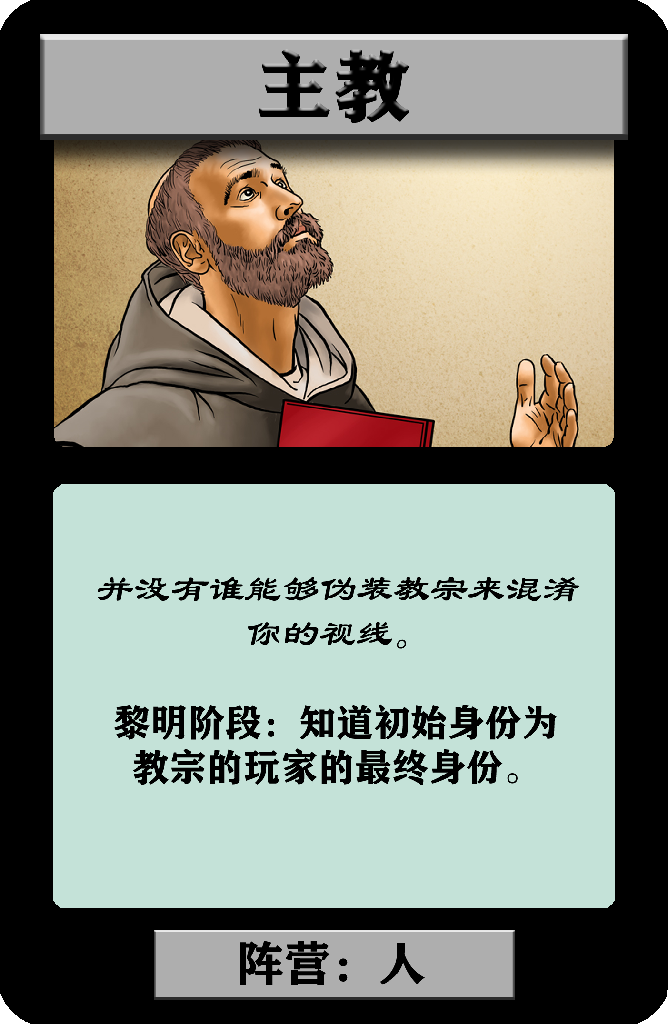 主教
并没有谁能够伪装教宗来混淆
你的视线。
黎明阶段：知道初始身份为
教宗的玩家的最终身份。
阵营：人